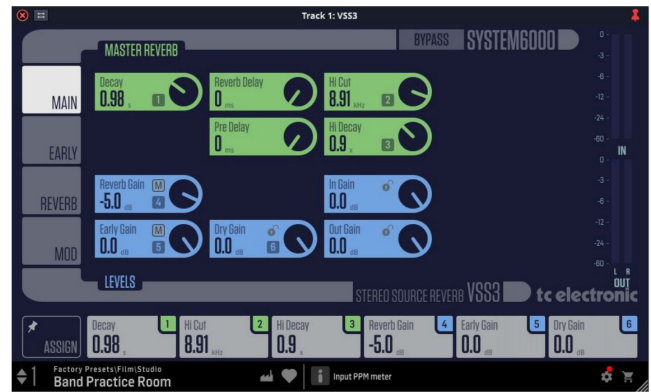 Track 1: VSS3
BYPASS SYSTEM6000
MASTER REVERB
MAIN
EARLY
REVERB
MOD
Decay
0.98 s 1
Reverb Delay
0 ms
Hi Cut
8.91 kHz 2
Pre Delay
0 ms
Hi Decay
0.9 x 3
Reverb Gain M
-5.0 dB 4
In Gain
0.0 dB
Early Gain M
0.0 dB 5
Dry Gain
0.0 dB 6
Out Gain
0.0 dB
LEVELS
0 -
-3 -
-6 -
-12 -
-24 -
-60 -
IN
0 -
-3 -
-6 -
-12 -
-24 -
-60 -
L R
OUT
STEREO SOURCE REVERB VSS3 tc electronic
ASSIGN
Decay 1
0.98 s
Hi Cut 2
8.91 kHz
Hi Decay 3
0.9 x
Reverb Gain 4
-5.0 dB
Early Gain 5
0.0 dB
Dry Gain 6
0.0 dB
1
Factory Presets\Film\Studio
Band Practice Room
i Input PPM meter